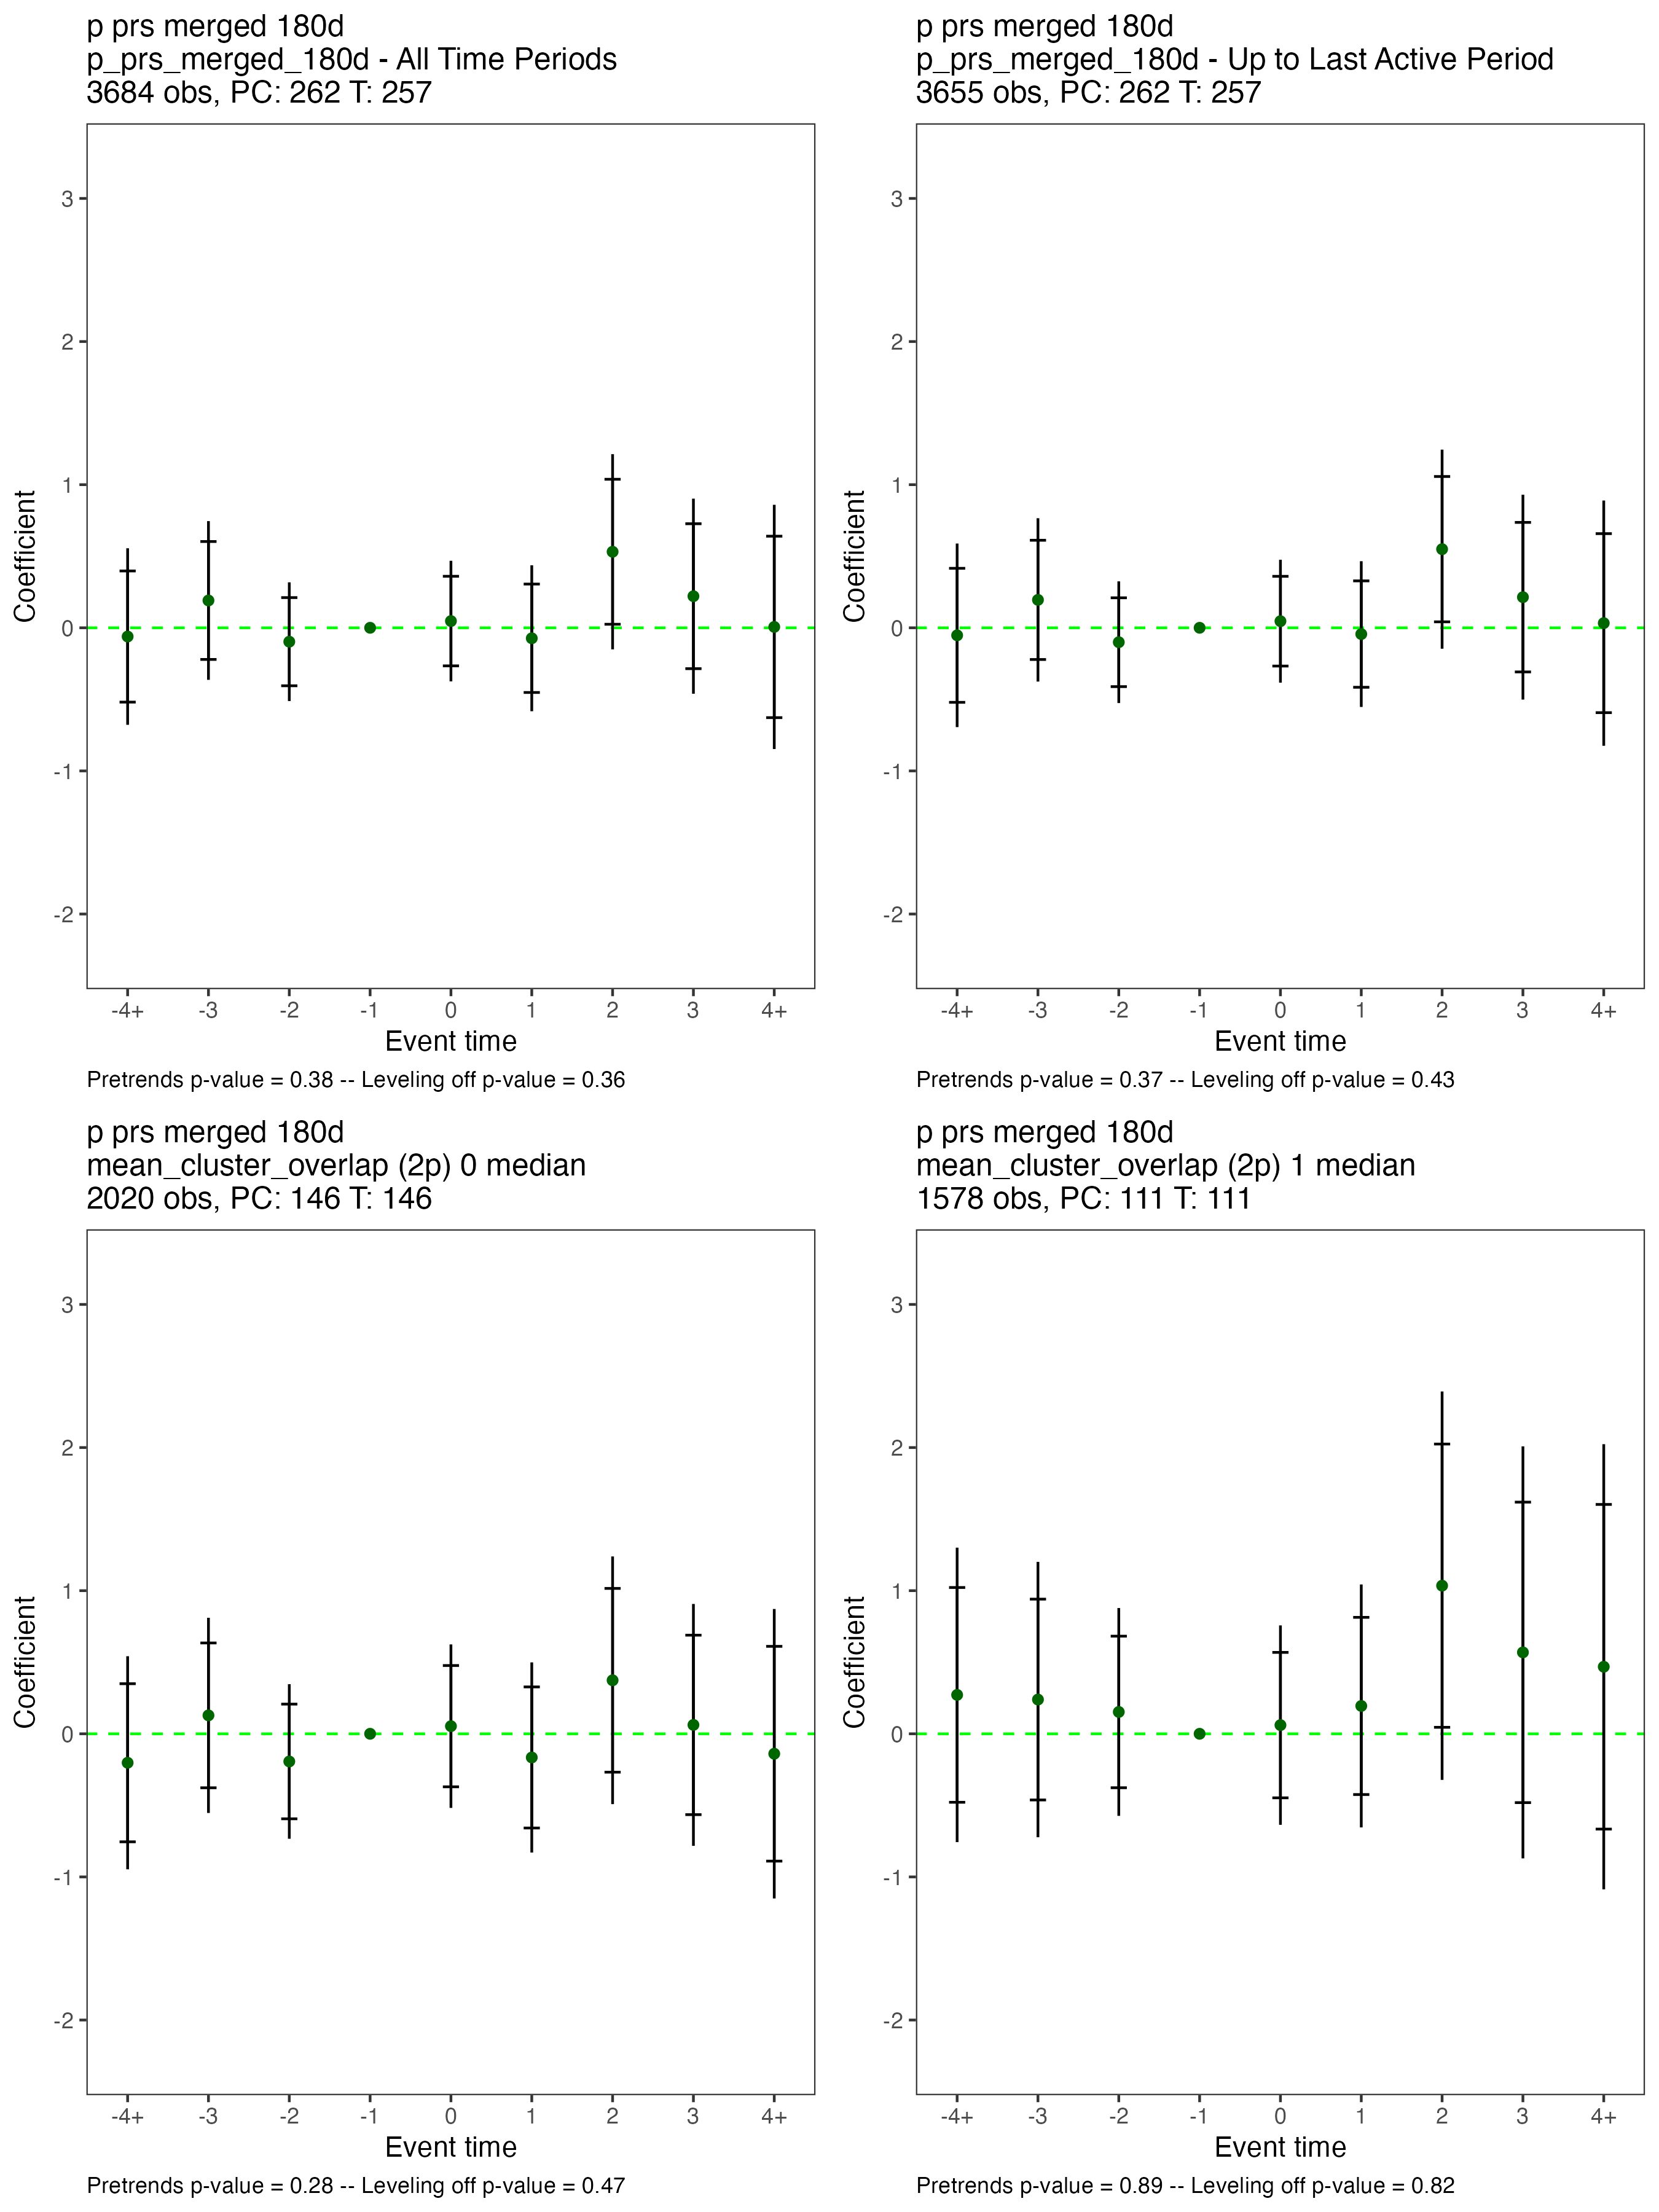 p prs merged 180d
p_prs_merged_180d - All Time Periods
3684 obs, PC: 262 T: 257
3
2
1
0
-1
-2
Coefficient
-4+ -3 -2 -1 0 1 2 3 4+
Event time
Pretrends p-value = 0.38 -- Leveling off p-value = 0.36
p prs merged 180d
p_prs_merged_180d - Up to Last Active Period
3655 obs, PC: 262 T: 257
3
2
1
0
-1
-2
Coefficient
-4+ -3 -2 -1 0 1 2 3 4+
Event time
Pretrends p-value = 0.37 -- Leveling off p-value = 0.43
p prs merged 180d
mean_cluster_overlap (2p) 0 median
2020 obs, PC: 146 T: 146
3
2
1
0
-1
-2
Coefficient
-4+ -3 -2 -1 0 1 2 3 4+
Event time
Pretrends p-value = 0.28 -- Leveling off p-value = 0.47
p prs merged 180d
mean_cluster_overlap (2p) 1 median
1578 obs, PC: 111 T: 111
3
2
1
0
-1
-2
Coefficient
-4+ -3 -2 -1 0 1 2 3 4+
Event time
Pretrends p-value = 0.89 -- Leveling off p-value = 0.82